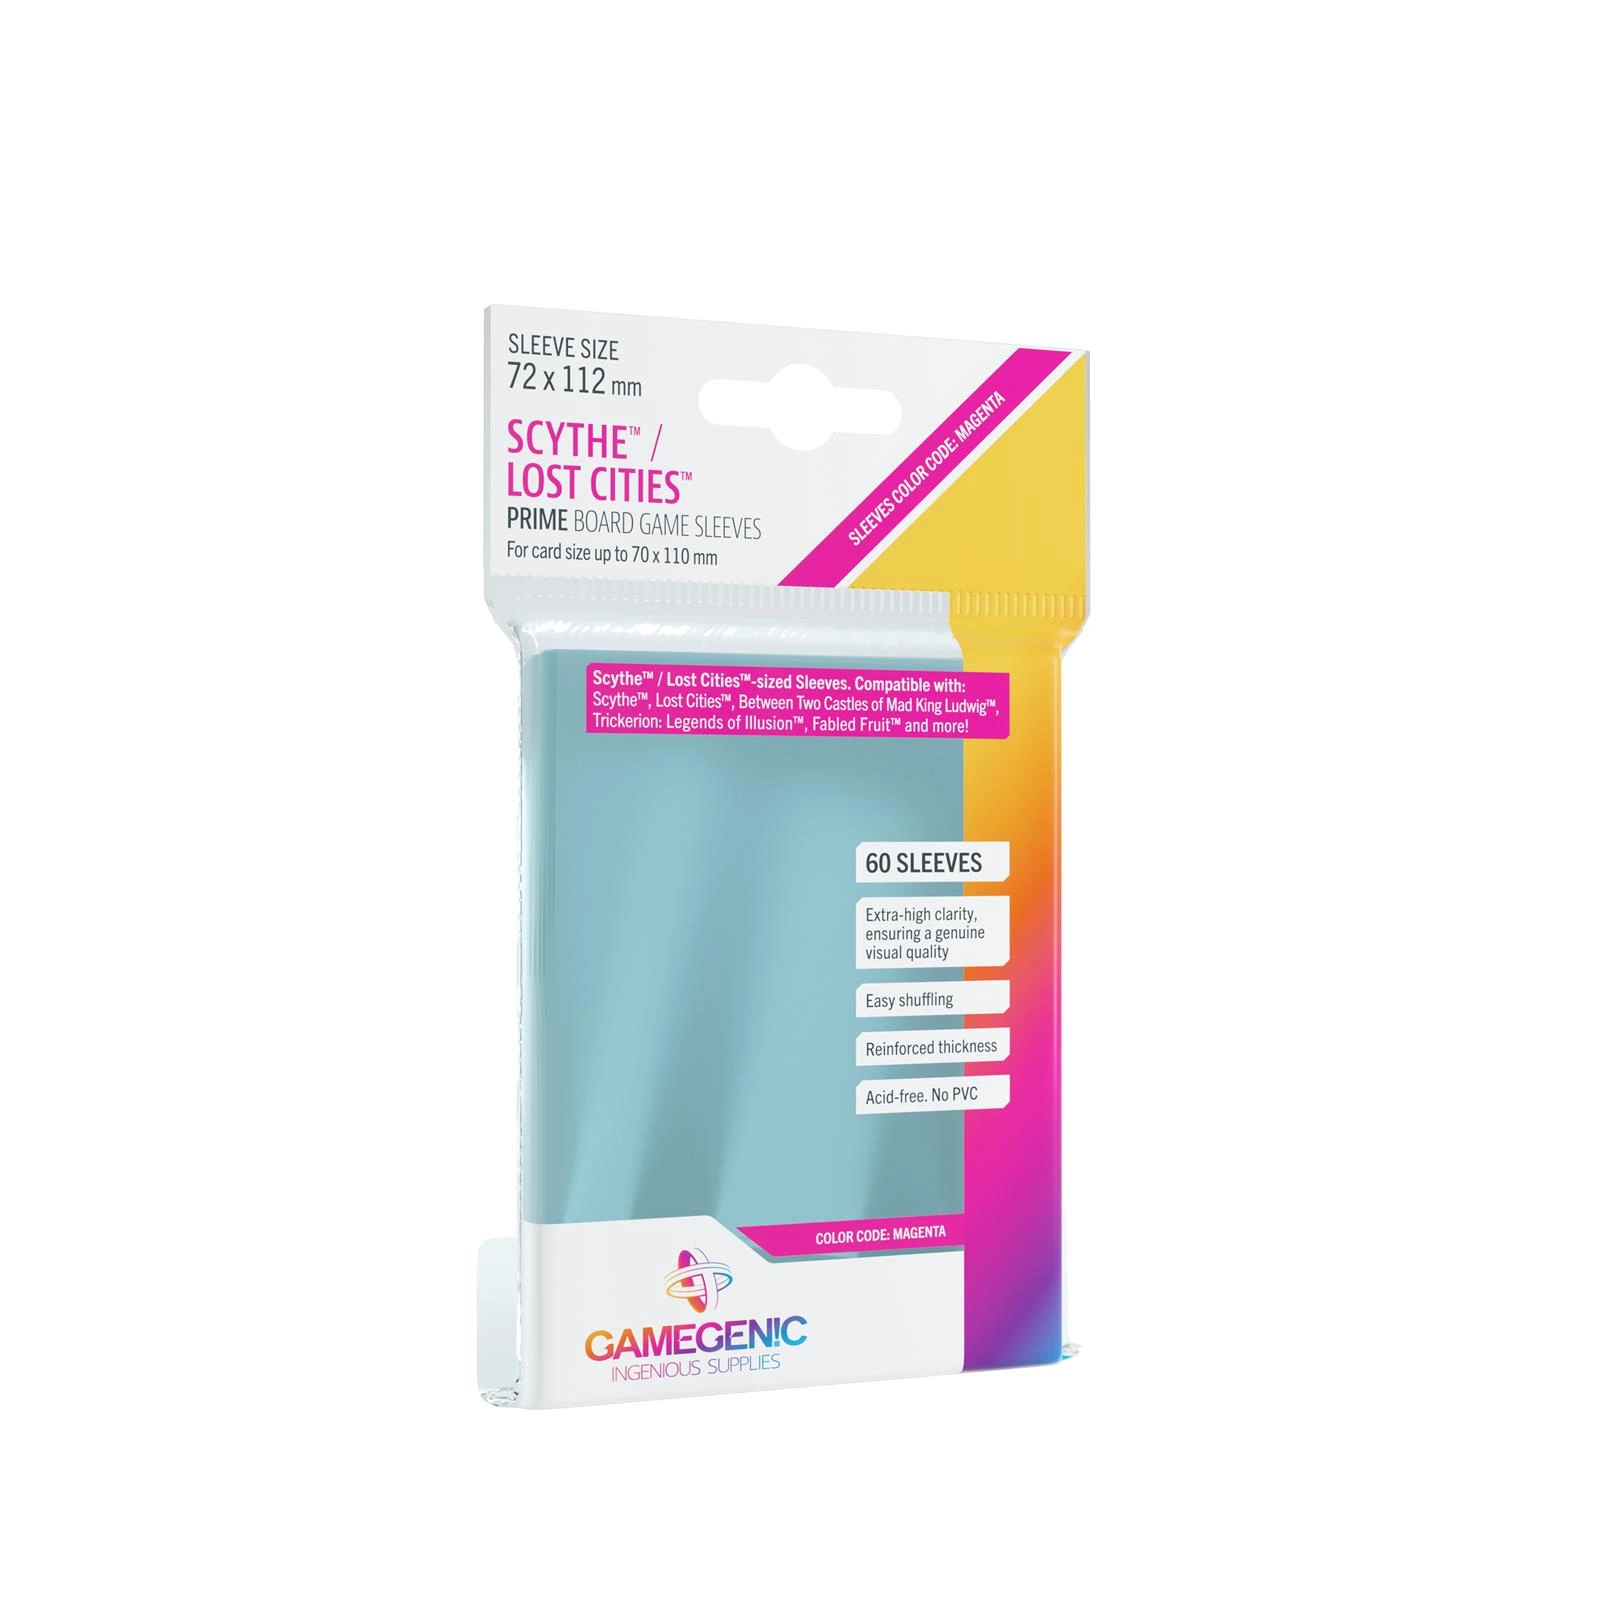 SLEEVE SIZE
72 x 112 mm
SCYTHE™ /
LOST CITIES™
PRIME BOARD GAME SLEEVES
For card size up to 70 x 110 mm
SLEEVES COLOR CODE: MAGENTA
Scythe™ / Lost Cities™-sized Sleeves. Compatible with:
Scythe™, Lost Cities™, Between Two Castles of Mad King Ludwig™,
Trickerion: Legends of Illusion™, Fabled Fruit™ and more!
60 SLEEVES
Extra-high clarity,
ensuring a genuine
visual quality
Easy shuffling
Reinforced thickness
Acid-free. No PVC
COLOR CODE: MAGENTA
GAMEGEN!C
INGENIOUS SUPPLIES